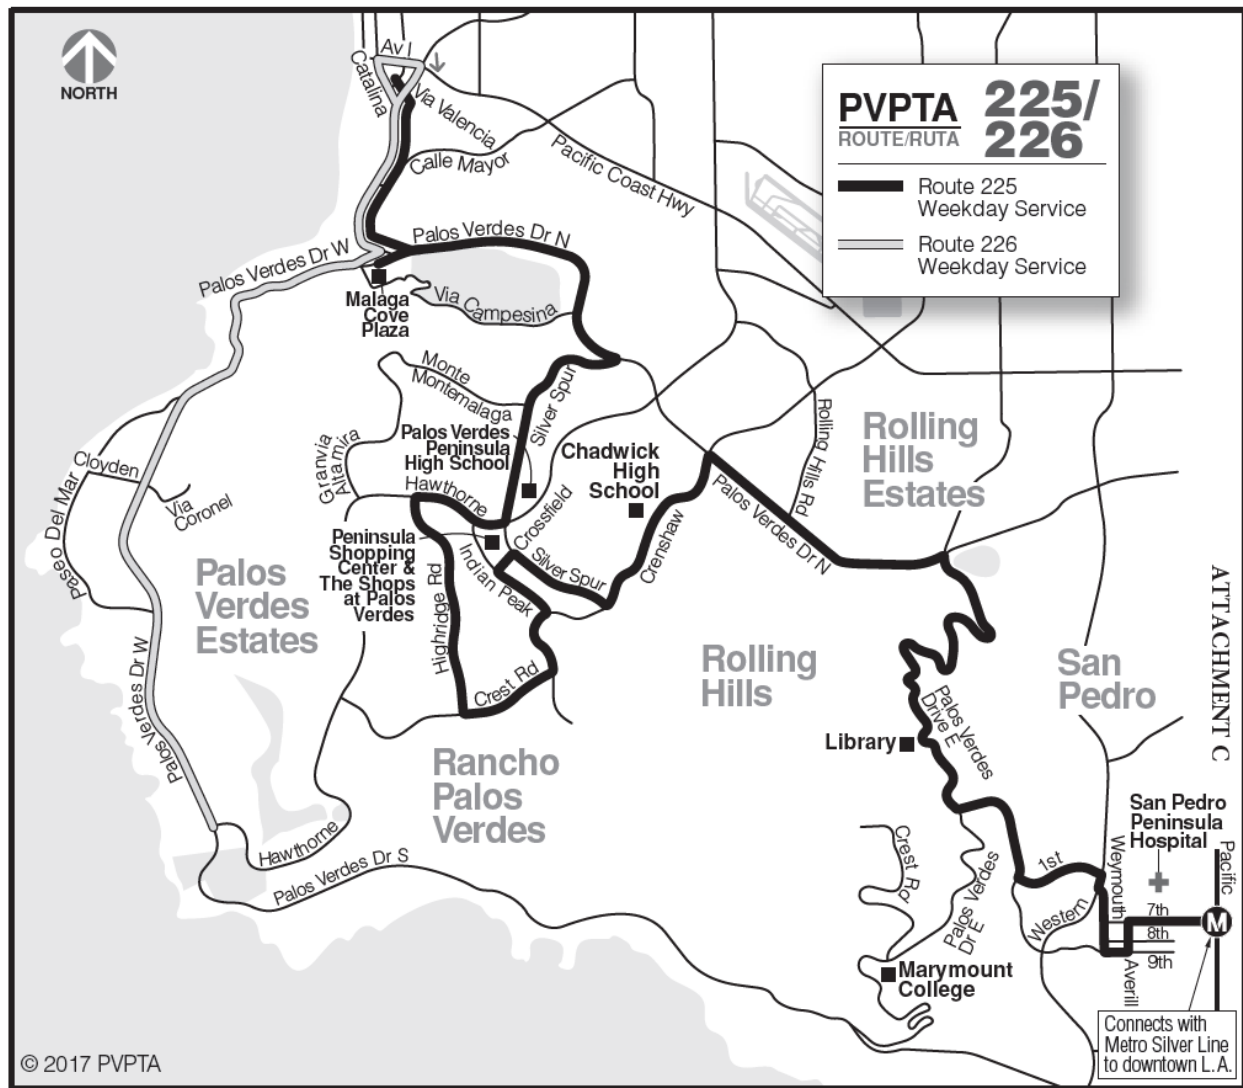 NORTH
Av I
Catalina
Via Valencia
Calle Mayor
Pacific Coast Hwy
PVPTA
ROUTE/RUTA
225/
226
Route 225
Weekday Service
Route 226
Weekday Service
Palos Verdes Dr W
Palos Verdes Dr N
Malaga
Cove
Plaza
Via Campesina
Monte
Montemalaga
Silver Spur
Palos Verdes
Peninsula
High School
Chadwick
High
School
Rolling Hills Rd
Rolling
Hills
Estates
Granvia
Altamira
Hawthorne
Crossfield
Cloyden
Via
Coronel
Paseo Del Mar
Palos Verdes Dr N
Crenshaw
Silver Spur
Peninsula
Shopping
Center &
The Shops
at Palos
Verdes
Indian Peak
Highridge Rd
Crest Rd
Palos
Verdes
Estates
Rolling
Hills
San
Pedro
ATTACHMENT C
Palos Verdes Dr W
Palos Verdes
Drive E
Library
Rancho
Palos
Verdes
Hawthorne
Palos Verdes Dr S
Crest Rd
Palos Verdes
Dr E
Marymount
College
San Pedro
Peninsula
Hospital
Pacific
1st
Weymouth
Western
7th
8th
9th
Averill
M
Connects with
Metro Silver Line
to downtown L.A.
© 2017 PVPTA